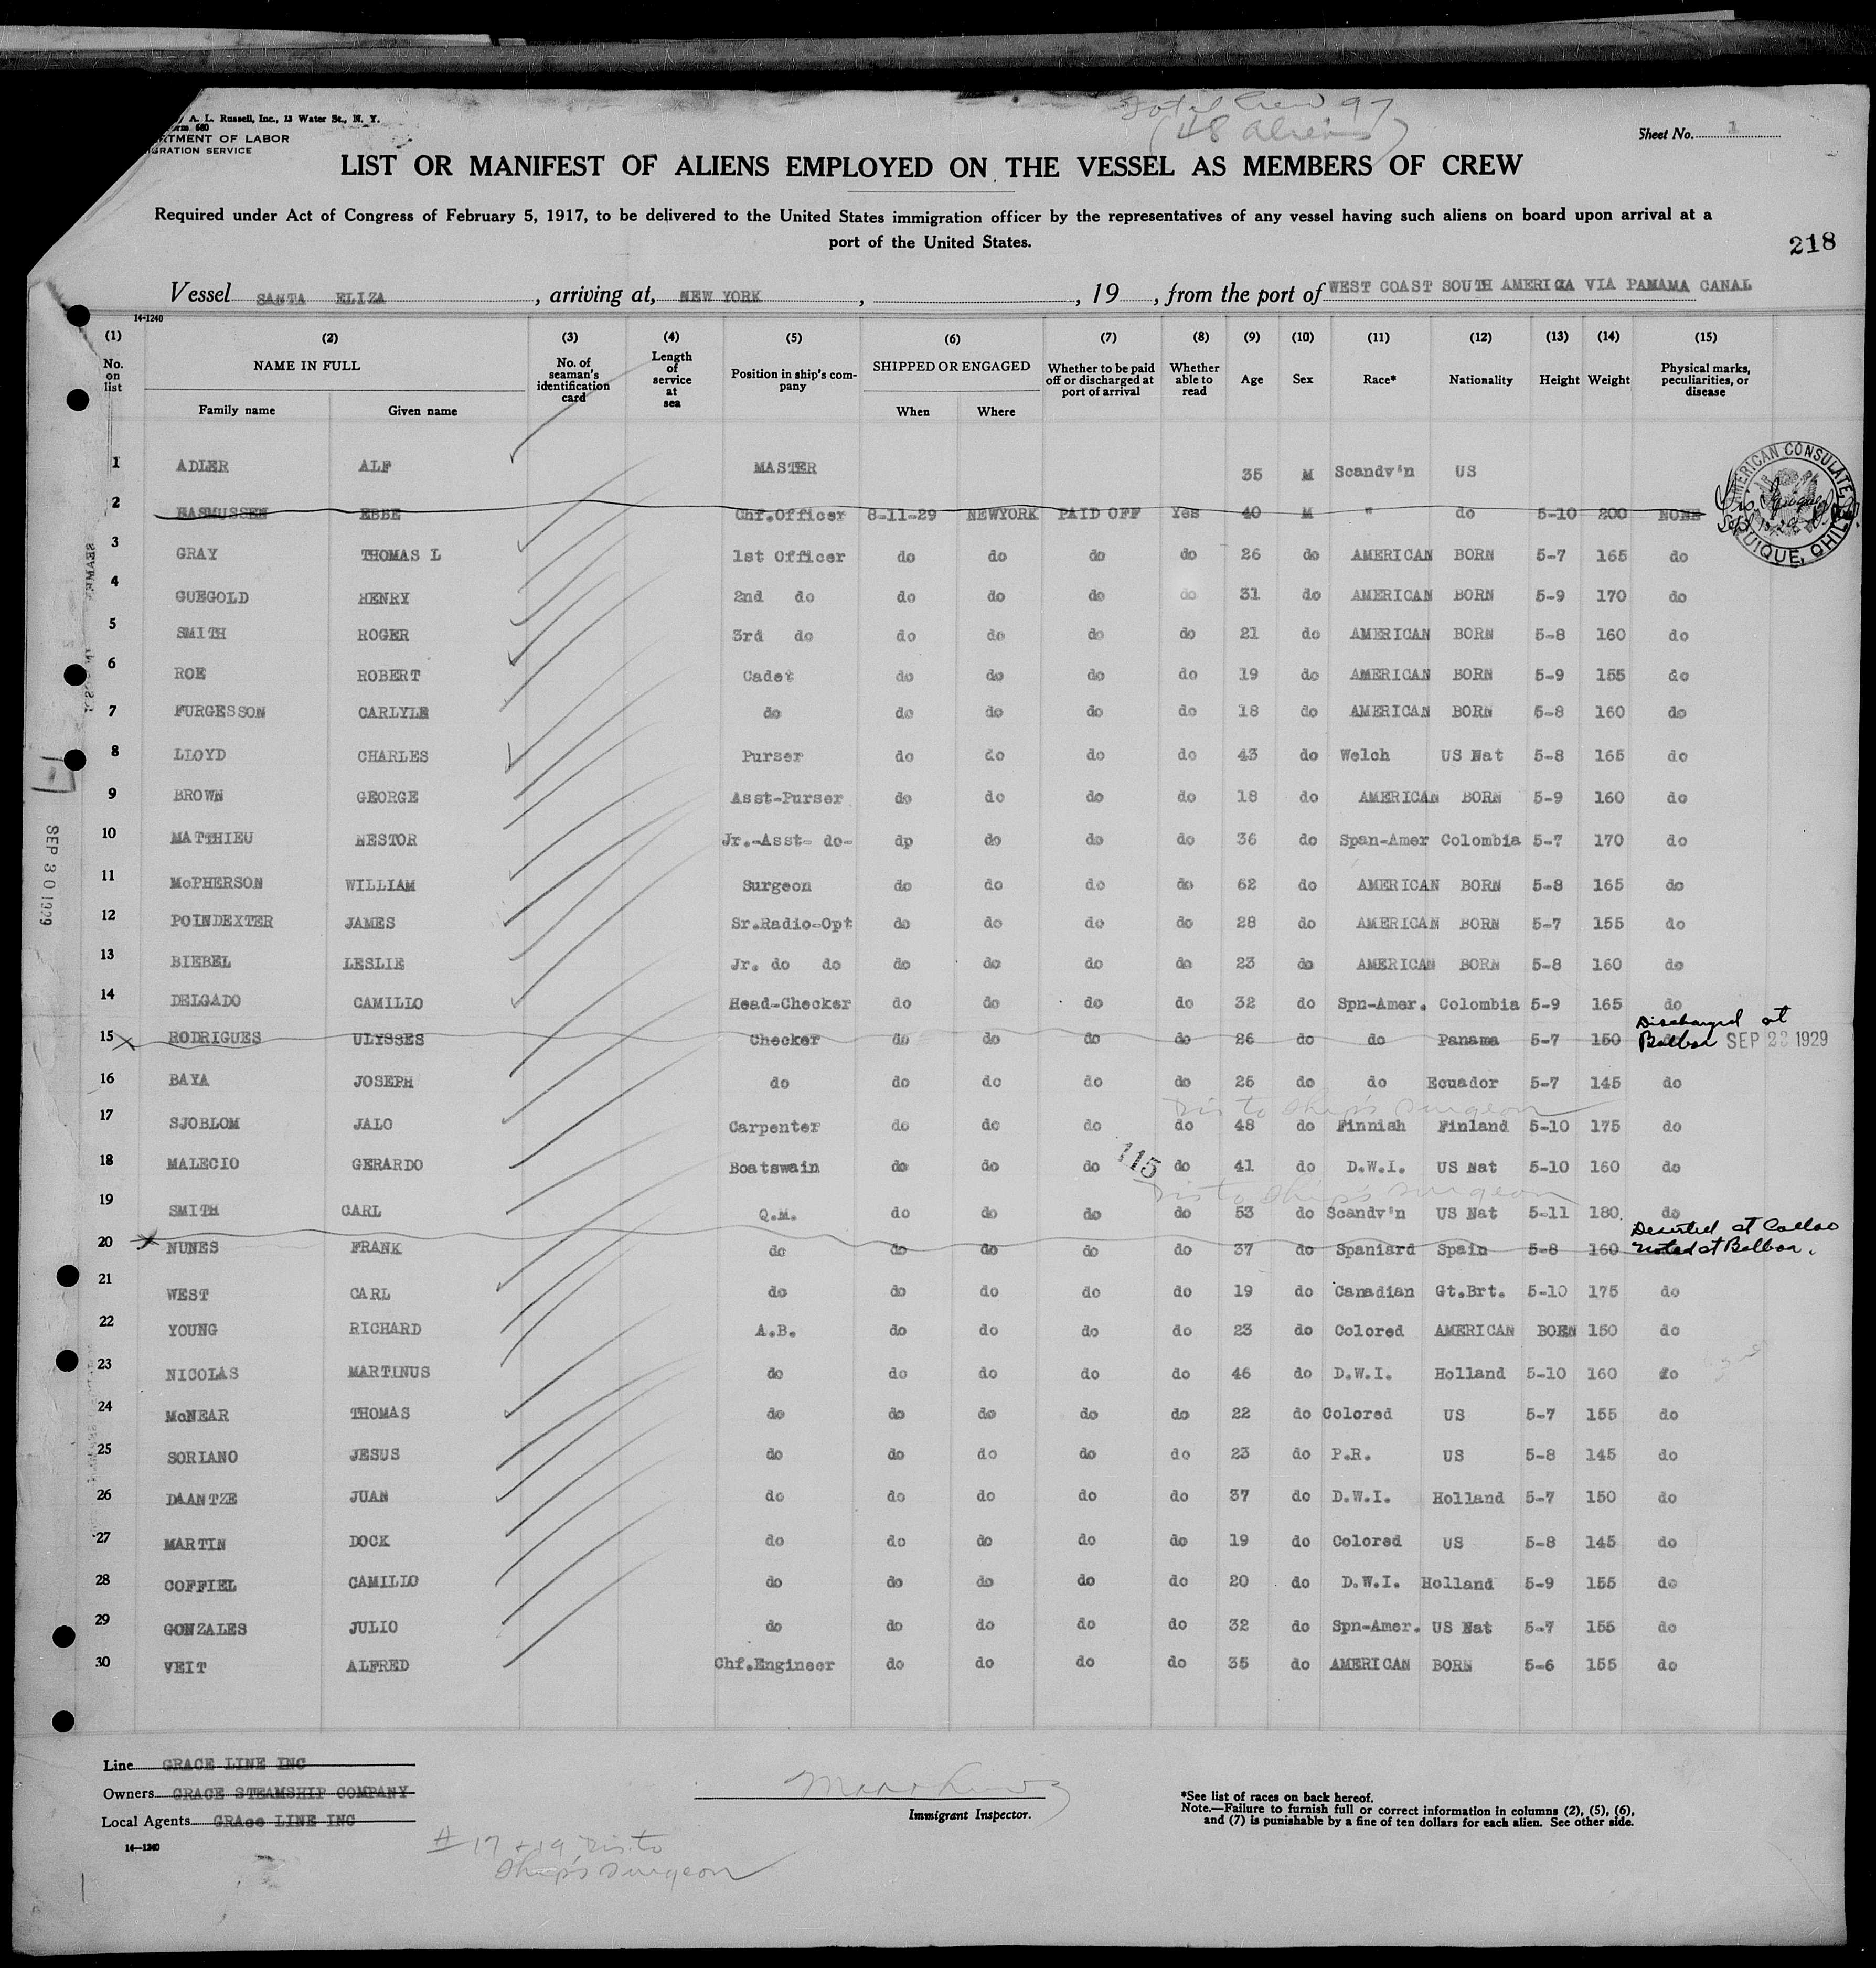 Total Crew 97
(48 Aliens)
A. L. Russell, Inc., 13 Water St., N. Y.
orm 680
RTMENT OF LABOR
IGRATION SERVICE
Sheet No. 1
LIST OR MANIFEST OF ALIENS EMPLOYED ON THE VESSEL AS MEMBERS OF CREW
Required under Act of Congress of February 5, 1917, to be delivered to the United States immigration officer by the representatives of any vessel having such aliens on board upon arrival at a
port of the United States.
218
Vessel SANTA ELIZA, arriving at, NEW YORK, , 19 , from the port of WEST COAST SOUTH AMERICA VIA PANAMA CANAL
14-1240
(1) (2) (3) (4) (5) (6) (7) (8) (9) (10) (11) (12) (13) (14) (15)
No. on list NAME IN FULL No. of seaman's identification card Length of service at sea Position in ship's company SHIPPED OR ENGAGED Whether to be paid off or discharged at port of arrival Whether able to read Age Sex Race* Nationality Height Weight Physical marks, peculiarities, or disease
Family name Given name When Where
1 ADLER ALF MASTER 35 M Scandv'n US
2 RASMUSSEN EBBE Chf.Officer 8-11-29 NEWYORK PAID OFF Yes 40 M " do 5-10 200 NONE
3 GRAY THOMAS L 1st Officer do do do do 26 do AMERICAN BORN 5-7 165 do
4 GUEGOLD HENRY 2nd do do do do do 31 do AMERICAN BORN 5-9 170 do
5 SMITH ROGER 3rd do do do do do 21 do AMERICAN BORN 5-8 160 do
6 ROE ROBERT Cadet do do do do 19 do AMERICAN BORN 5-9 155 do
7 FURGESSON CARLYLE do do do do do 18 do AMERICAN BORN 5-8 160 do
8 LLOYD CHARLES Purser do do do do 43 do Welch US Nat 5-8 165 do
9 BROWN GEORGE Asst-Purser do do do do 18 do AMERICAN BORN 5-9 160 do
10 MATTHIEU NESTOR Jr.-Asst- do- dp do do do 36 do Span-Amer Colombia 5-7 170 do
11 McPHERSON WILLIAM Surgeon do do do do 62 do AMERICAN BORN 5-8 165 do
12 POINDEXTER JAMES Sr.Radio-Opt do do do do 28 do AMERICAN BORN 5-7 155 do
13 BIEBEL LESLIE Jr. do do do do do do 23 do AMERICAN BORN 5-8 160 do
14 DELGADO CAMILLO Head-Checker do do do do 32 do Spn-Amer. Colombia 5-9 165 do
15 RODRIGUES ULYSSES Checker do do do do 26 do do Panama 5-7 150 Discharged at Balboa SEP 23 1929
16 BAYA JOSEPH do do do do do 25 do do Ecuador 5-7 145 do
Dis to Ship's Surgeon
17 SJOBLOM JALO Carpenter do do do do 48 do Finnish Finland 5-10 175 do
18 MALECIO GERARDO Boatswain do do do 115 do 41 do D.W.I. US Nat 5-10 160 do
Dis to Ship's Surgeon
19 SMITH CARL Q.M. do do do do 53 do Scandv'n US Nat 5-11 180. do
20 NUNES FRANK do do do do do 37 do Spaniard Spain 5-8 160 Deserted at Callao noted at Balboa.
21 WEST CARL do do do do do 19 do Canadian Gt.Brt. 5-10 175 do
22 YOUNG RICHARD A.B. do do do do 23 do Colored AMERICAN BOEN 150 do
23 NICOLAS MARTINUS do do do do do 46 do D.W.I. Holland 5-10 160 do
24 McNEAR THOMAS do do do do do 22 do Colored US 5-7 155 do
25 SORIANO JESUS do do do do do 23 do P.R. US 5-8 145 do
26 DAANTZE JUAN do do do do do 37 do D.W.I. Holland 5-7 150 do
27 MARTIN DOCK do do do do do 19 do Colored US 5-8 145 do
28 COFFIEL CAMILLO do do do do do 20 do D.W.I. Holland 5-9 155 do
29 GONZALES JULIO do do do do do 32 do Spn-Amer. US Nat 5-7 155 do
30 VEIT ALFRED Chf.Engineer do do do do 35 do AMERICAN BORN 5-6 155 do
AMERICAN CONSULATE
IQUIQUE, CHILE
SEP 30 1929
Line GRACE LINE INC
Owners GRACE STEAMSHIP COMPANY
Local Agents GRAce LINE INC
14-1240
Immigrant Inspector.
*See list of races on back hereof.
Note.—Failure to furnish full or correct information in columns (2), (5), (6),
and (7) is punishable by a fine of ten dollars for each alien. See other side.
# 17 + 19 Dis to
Ship's Surgeon